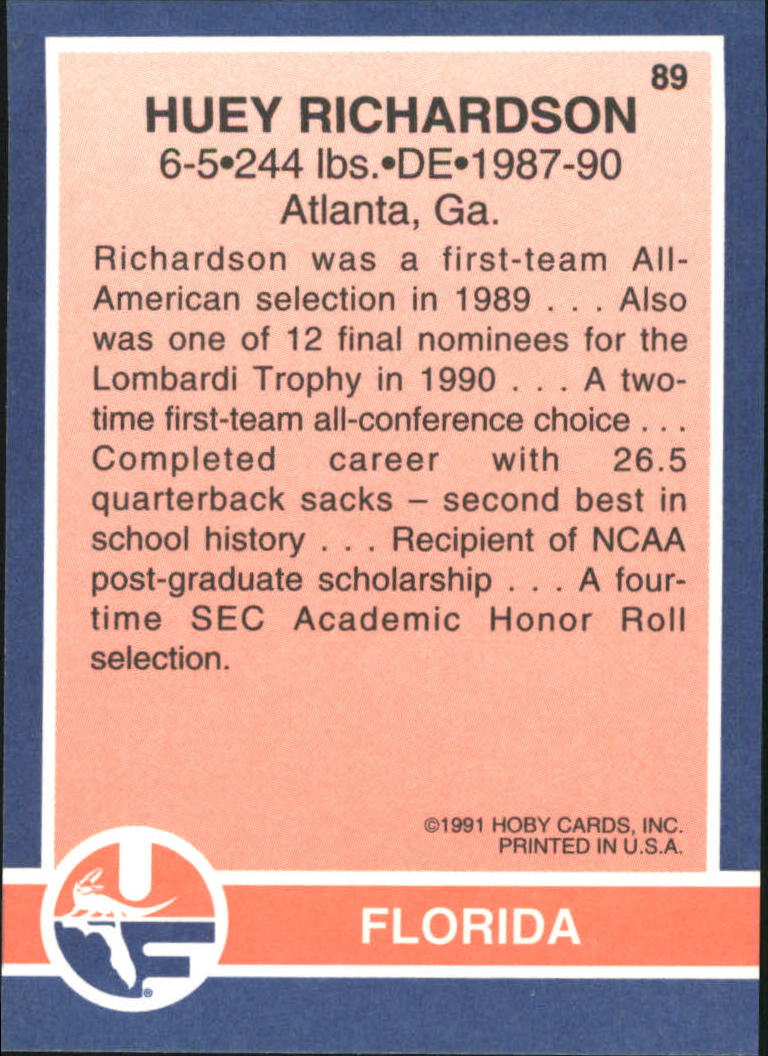 89
HUEY RICHARDSON
6-5•244 lbs.•DE•1987-90
Atlanta, Ga.
Richardson was a first-team All-
American selection in 1989 . . . Also
was one of 12 final nominees for the
Lombardi Trophy in 1990 . . . A two-
time first-team all-conference choice . . .
Completed career with 26.5
quarterback sacks – second best in
school history . . . Recipient of NCAA
post-graduate scholarship . . . A four-
time SEC Academic Honor Roll
selection.
©1991 HOBY CARDS, INC.
PRINTED IN U.S.A.
UF®
FLORIDA